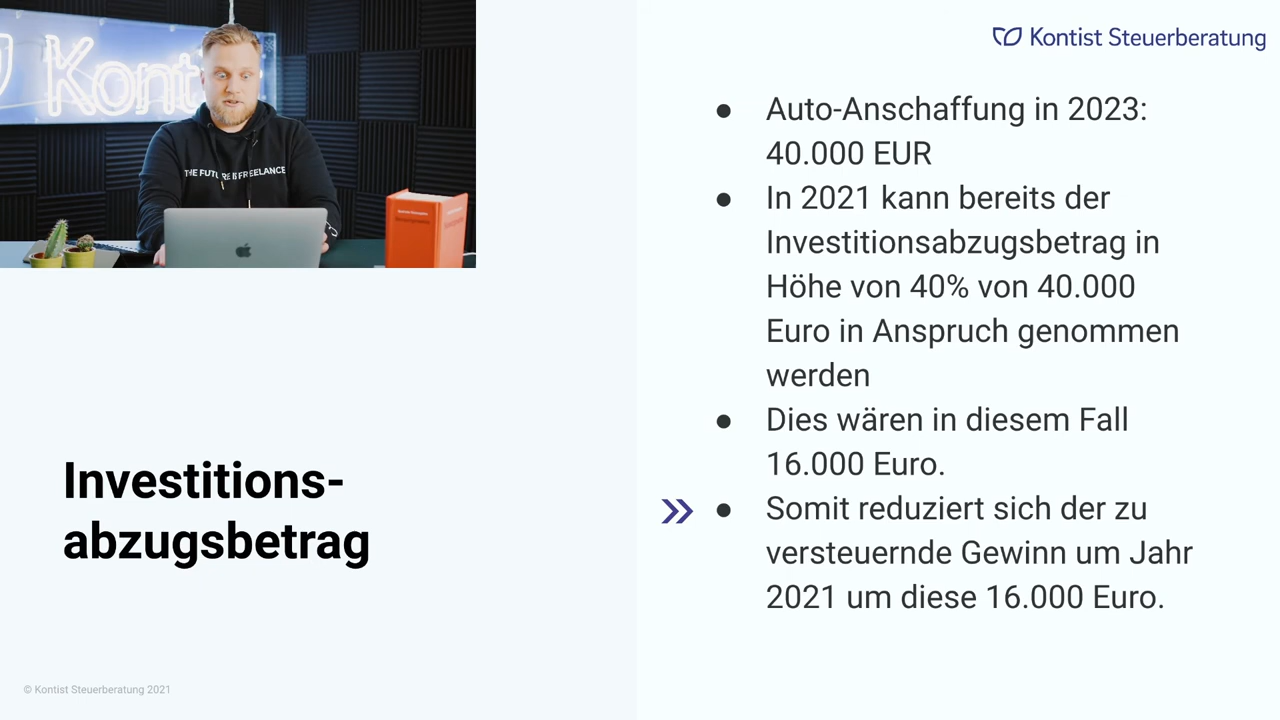 Kont
THE FUTURE IS FREELANCE
Kontist Steuerberatung
Investitions-
abzugsbetrag
● Auto-Anschaffung in 2023:
40.000 EUR
● In 2021 kann bereits der
Investitionsabzugsbetrag in
Höhe von 40% von 40.000
Euro in Anspruch genommen
werden
● Dies wären in diesem Fall
16.000 Euro.
» ● Somit reduziert sich der zu
versteuernde Gewinn um Jahr
2021 um diese 16.000 Euro.
© Kontist Steuerberatung 2021